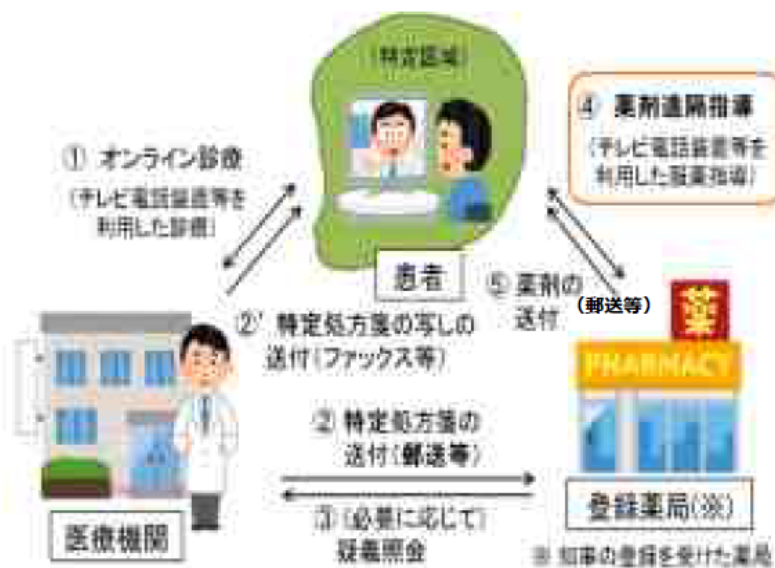 (特定区域)
① オンライン診療
(テレビ電話装置等を
利用した診療)
④ 薬剤遠隔指導
(テレビ電話装置等を
利用した服薬指導)
患者
⑤ 薬剤の
送付
(郵送等)
②' 特定処方箋の写しの
送付(ファックス等)
薬
PHARMACY
② 特定処方箋の
送付(郵送等)
③ (必要に応じて)
疑義照会
医療機関
登録薬局(※)
※ 知事の登録を受けた薬局